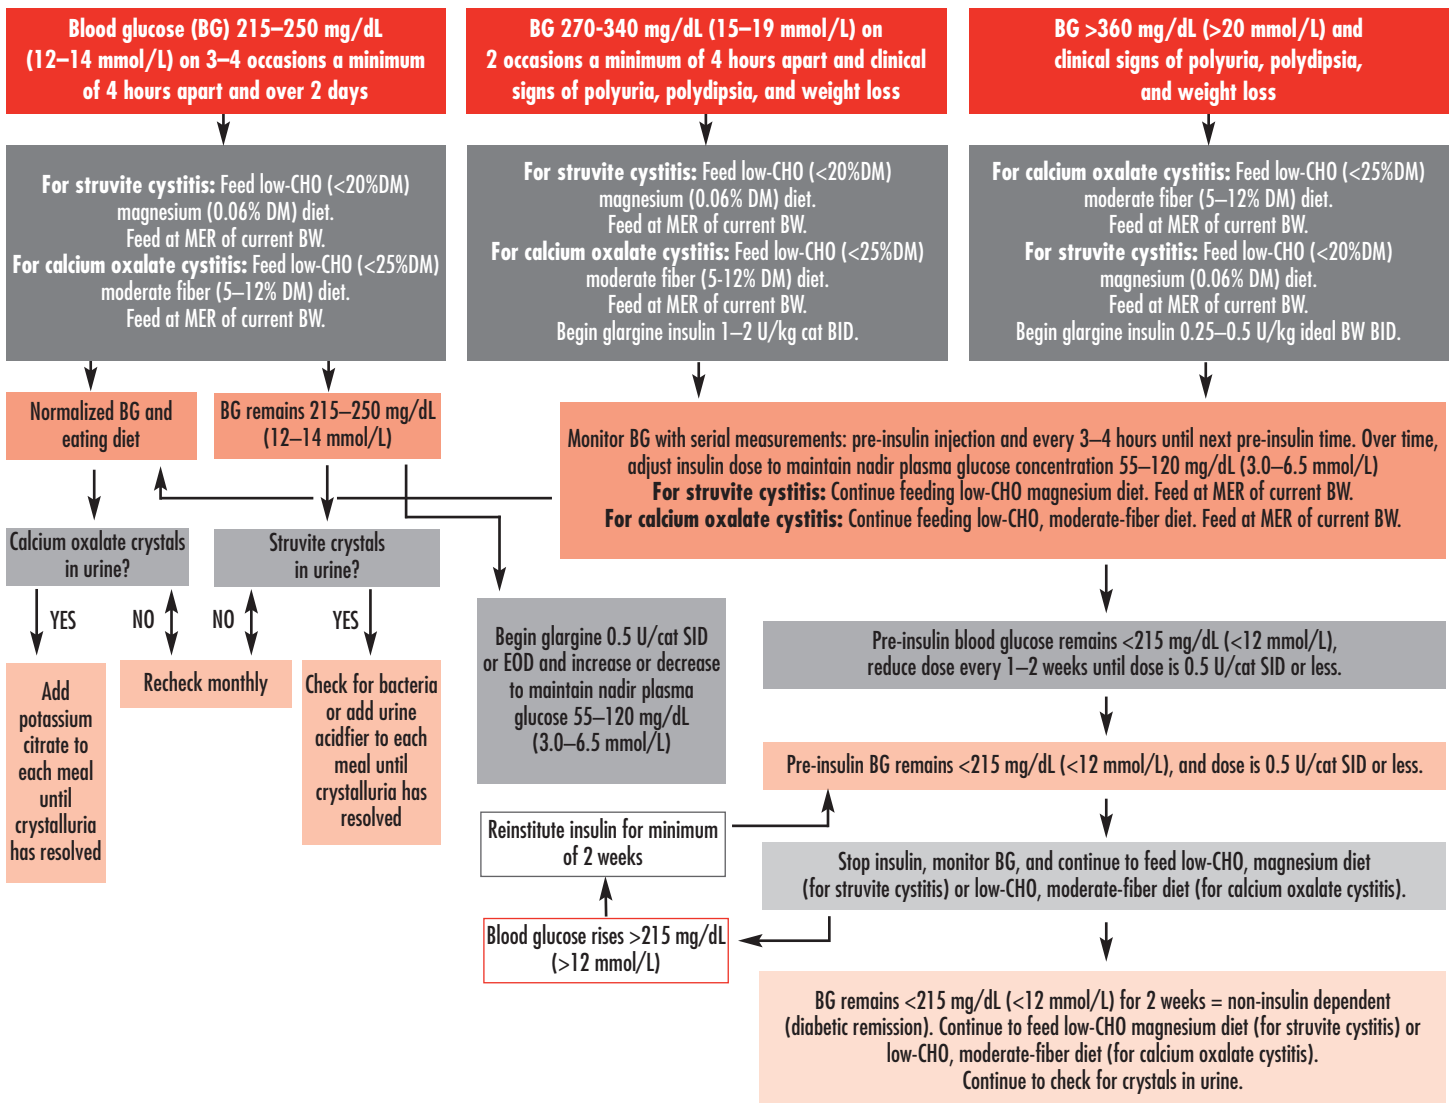 Blood glucose (BG) 215–250 mg/dL
(12–14 mmol/L) on 3–4 occasions a minimum
of 4 hours apart and over 2 days
BG 270-340 mg/dL (15–19 mmol/L) on
2 occasions a minimum of 4 hours apart and clinical
signs of polyuria, polydipsia, and weight loss
BG >360 mg/dL (>20 mmol/L) and
clinical signs of polyuria, polydipsia,
and weight loss
For struvite cystitis: Feed low-CHO (<20%DM)
magnesium (0.06% DM) diet.
Feed at MER of current BW.
For calcium oxalate cystitis: Feed low-CHO (<25%DM)
moderate fiber (5–12% DM) diet.
Feed at MER of current BW.
For struvite cystitis: Feed low-CHO (<20%DM)
magnesium (0.06% DM) diet.
Feed at MER of current BW.
For calcium oxalate cystitis: Feed low-CHO (<25%DM)
moderate fiber (5-12% DM) diet.
Feed at MER of current BW.
Begin glargine insulin 1–2 U/kg cat BID.
For calcium oxalate cystitis: Feed low-CHO (<25%DM)
moderate fiber (5–12% DM) diet.
Feed at MER of current BW.
For struvite cystitis: Feed low-CHO (<20%DM)
magnesium (0.06% DM) diet.
Feed at MER of current BW.
Begin glargine insulin 0.25–0.5 U/kg ideal BW BID.
Normalized BG and
eating diet
BG remains 215–250 mg/dL
(12–14 mmol/L)
Monitor BG with serial measurements: pre-insulin injection and every 3–4 hours until next pre-insulin time. Over time,
adjust insulin dose to maintain nadir plasma glucose concentration 55–120 mg/dL (3.0–6.5 mmol/L)
For struvite cystitis: Continue feeding low-CHO magnesium diet. Feed at MER of current BW.
For calcium oxalate cystitis: Continue feeding low-CHO, moderate-fiber diet. Feed at MER of current BW.
Calcium oxalate crystals
in urine?
Struvite crystals
in urine?
YES
NO
NO
YES
Add
potassium
citrate to
each meal
until
crystalluria
has resolved
Recheck monthly
Check for bacteria
or add urine
acidfier to each
meal until
crystalluria has
resolved
Begin glargine 0.5 U/cat SID
or EOD and increase or decrease
to maintain nadir plasma
glucose 55–120 mg/dL
(3.0–6.5 mmol/L)
Pre-insulin blood glucose remains <215 mg/dL (<12 mmol/L),
reduce dose every 1–2 weeks until dose is 0.5 U/cat SID or less.
Pre-insulin BG remains <215 mg/dL (<12 mmol/L), and dose is 0.5 U/cat SID or less.
Reinstitute insulin for minimum
of 2 weeks
Stop insulin, monitor BG, and continue to feed low-CHO, magnesium diet
(for struvite cystitis) or low-CHO, moderate-fiber diet (for calcium oxalate cystitis).
Blood glucose rises >215 mg/dL
(>12 mmol/L)
BG remains <215 mg/dL (<12 mmol/L) for 2 weeks = non-insulin dependent
(diabetic remission). Continue to feed low-CHO magnesium diet (for struvite cystitis) or
low-CHO, moderate-fiber diet (for calcium oxalate cystitis).
Continue to check for crystals in urine.